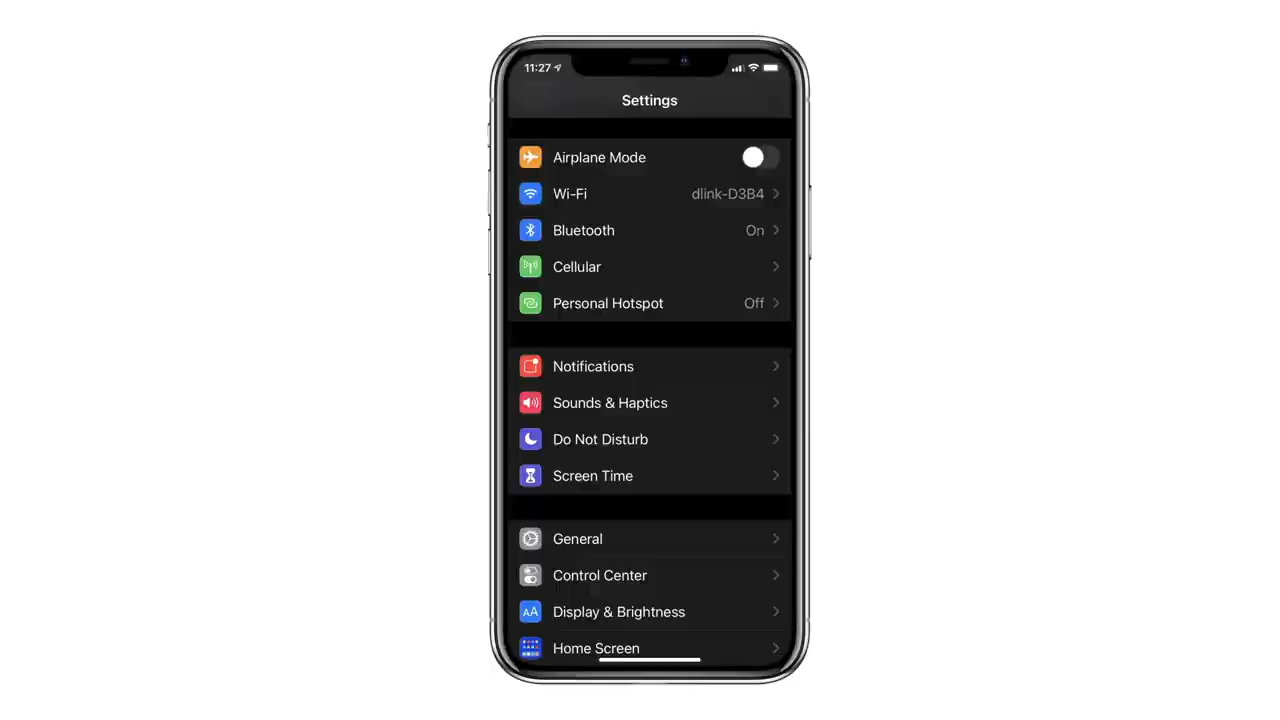 11:27
Settings
Airplane Mode
Wi-Fi dlink-D3B4
Bluetooth On
Cellular
Personal Hotspot Off
Notifications
Sounds & Haptics
Do Not Disturb
Screen Time
General
Control Center
AA Display & Brightness
Home Screen